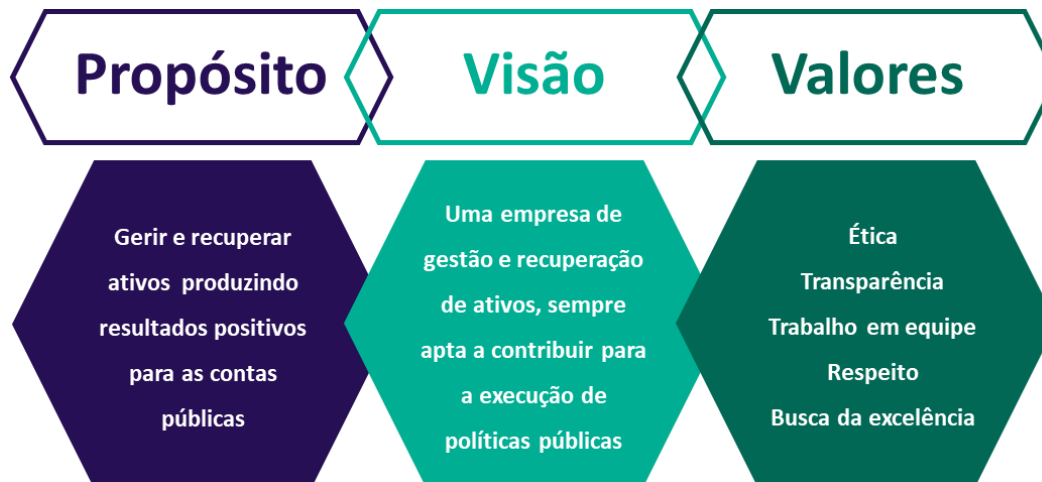 Propósito
Visão
Valores
Gerir e recuperar
ativos produzindo
resultados positivos
para as contas
públicas
Uma empresa de
gestão e recuperação
de ativos, sempre
apta a contribuir para
a execução de
políticas públicas
Ética
Transparência
Trabalho em equipe
Respeito
Busca da excelência